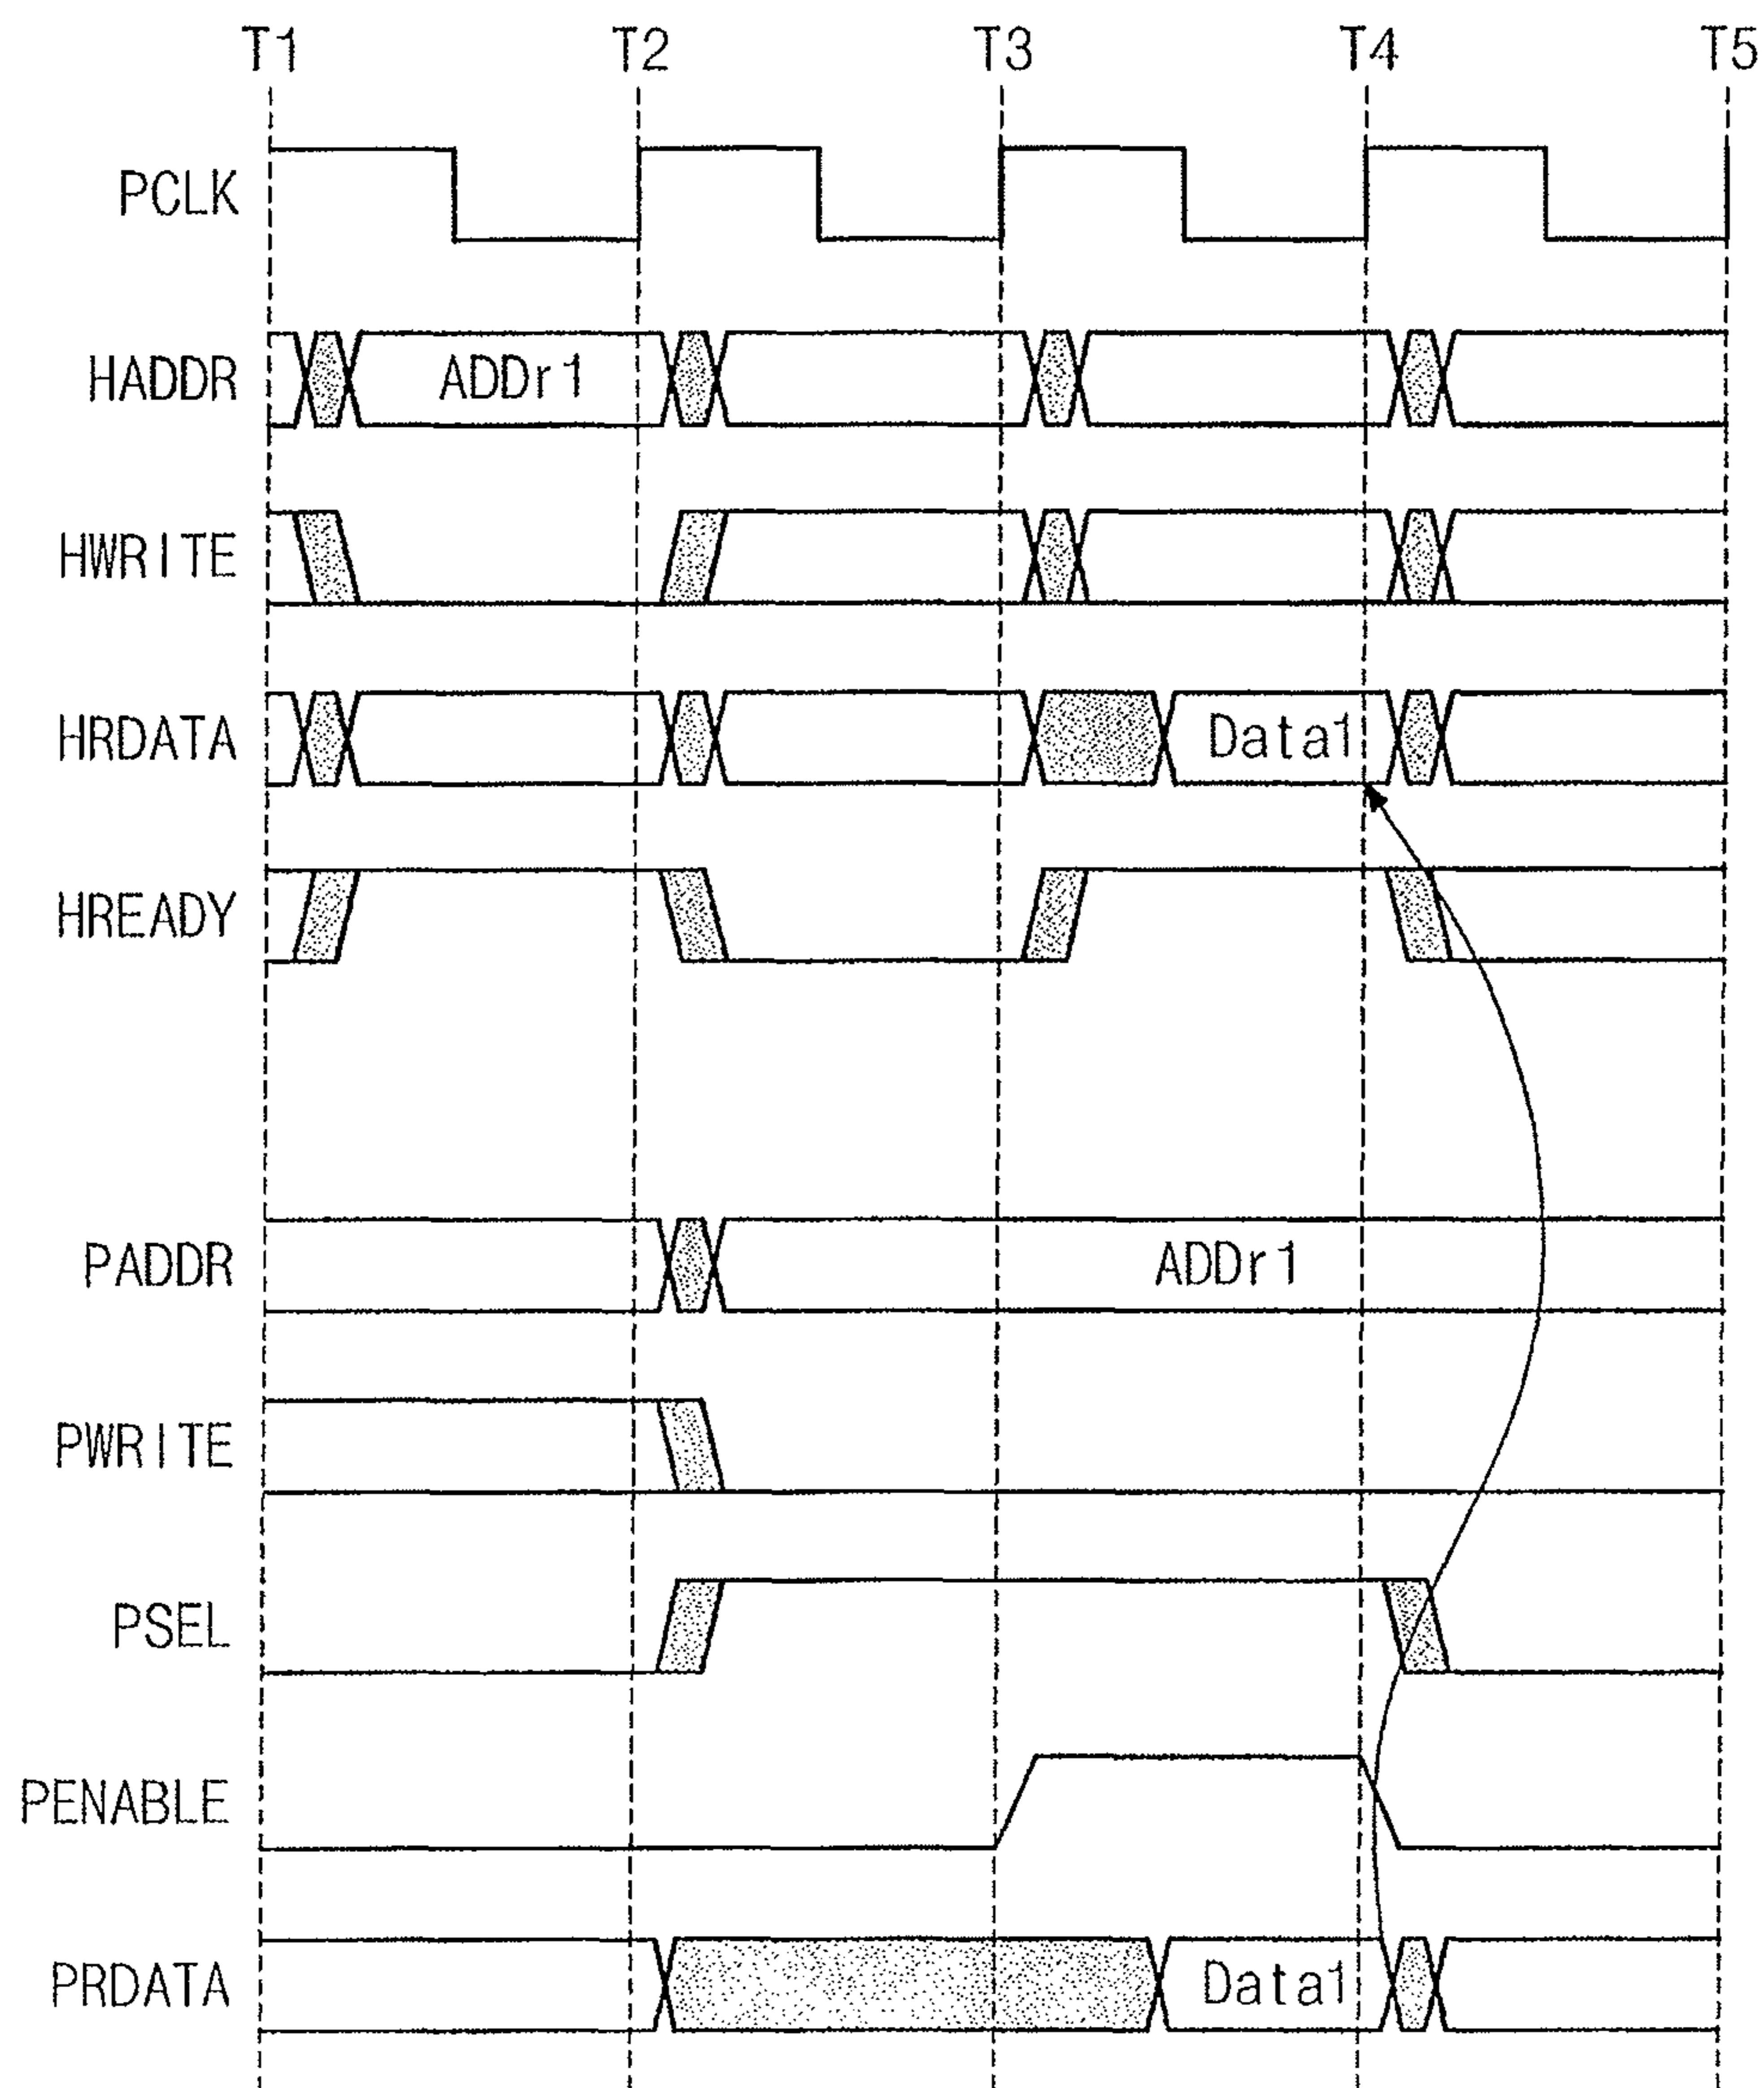 T1 T2 T3 T4 T5
PCLK
HADDR ADDr1
HWRITE
HRDATA Data1
HREADY
PADDR ADDr1
PWRITE
PSEL
PENABLE
PRDATA Data1